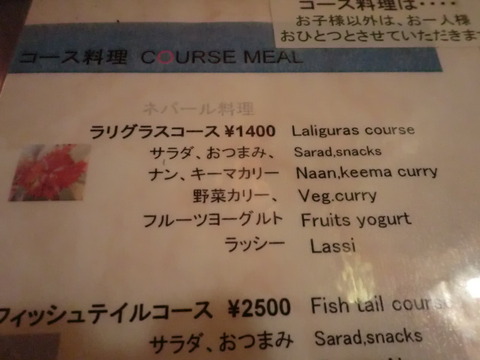 コース料理は・・・・
お子様以外は、お一人様
おひとつとさせていただきます
コース料理 COURSE MEAL
ネパール料理
ラリグラスコース ¥1400 Laliguras course
サラダ、おつまみ、 Sarad,snacks
ナン、キーマカリー Naan,keema curry
野菜カリー、 Veg.curry
フルーツヨーグルト Fruits yogurt
ラッシー Lassi
フィッシュテイルコース ¥2500 Fish tail course
サラダ、おつまみ Sarad,snacks